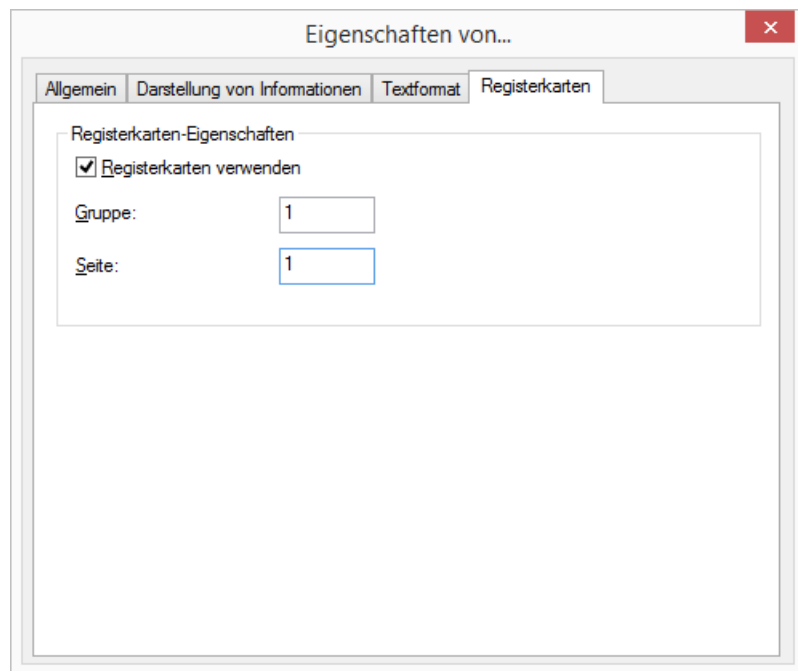 Eigenschaften von...
Allgemein Darstellung von Informationen Textformat Registerkarten
Registerkarten-Eigenschaften
Registerkarten verwenden
Gruppe: 1
Seite: 1